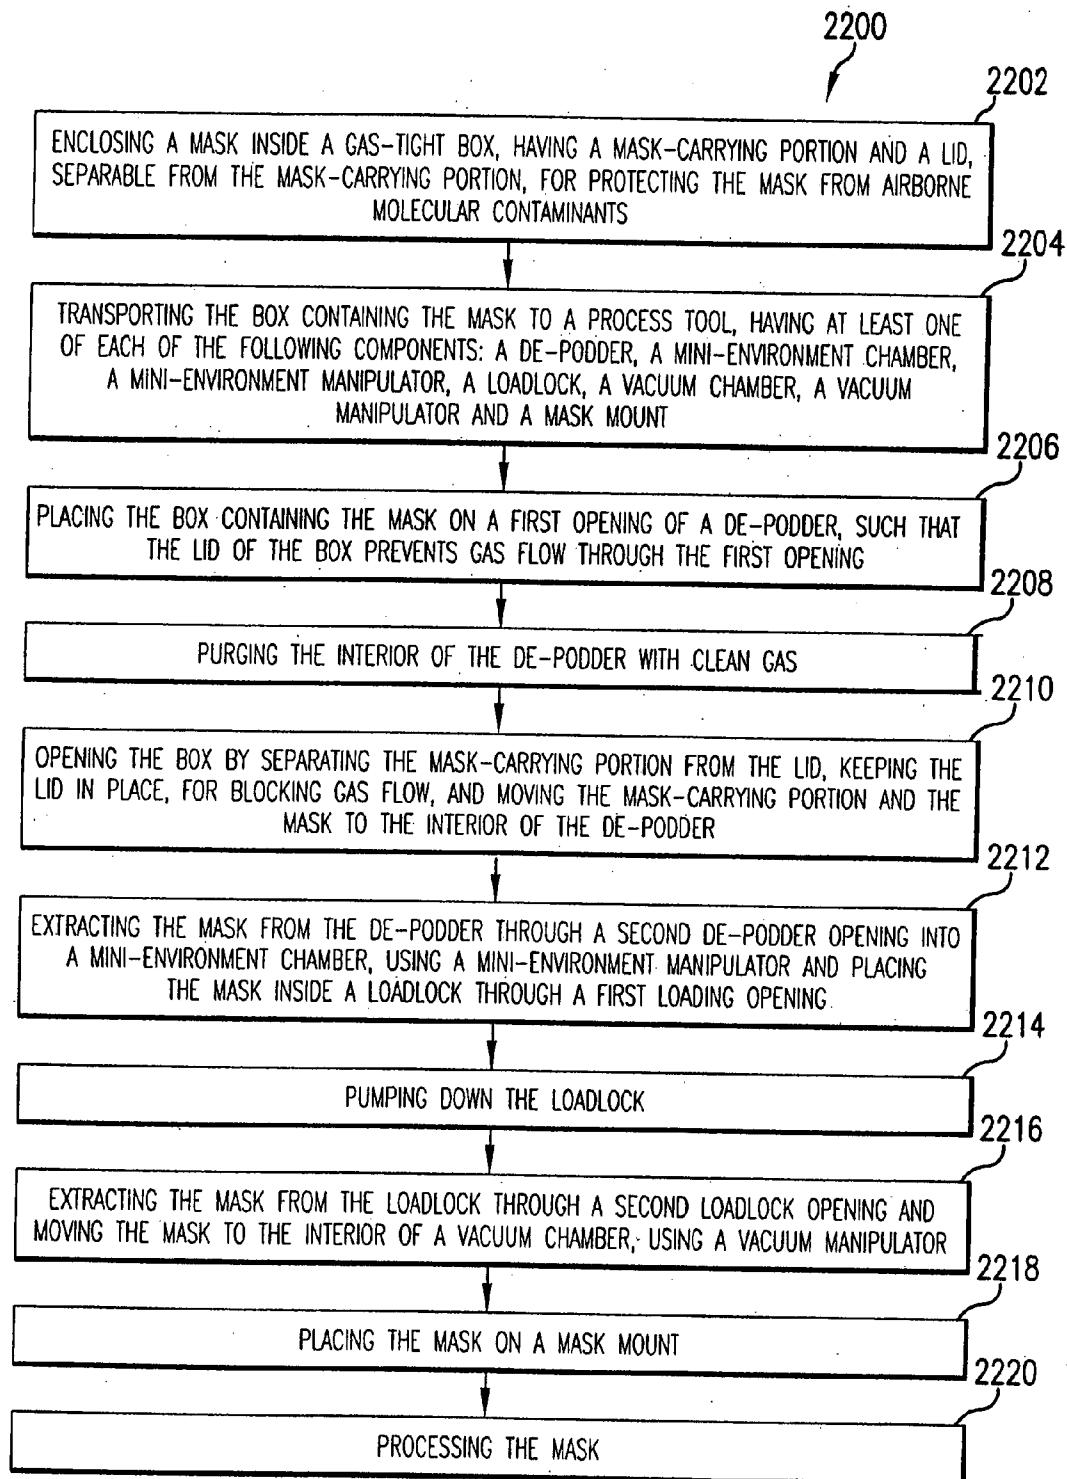 2200
2202
ENCLOSING A MASK INSIDE A GAS-TIGHT BOX, HAVING A MASK-CARRYING PORTION AND A LID,
SEPARABLE FROM THE MASK-CARRYING PORTION, FOR PROTECTING THE MASK FROM AIRBORNE
MOLECULAR CONTAMINANTS
2204
TRANSPORTING THE BOX CONTAINING THE MASK TO A PROCESS TOOL, HAVING AT LEAST ONE
OF EACH OF THE FOLLOWING COMPONENTS: A DE-PODDER, A MINI-ENVIRONMENT CHAMBER,
A MINI-ENVIRONMENT MANIPULATOR, A LOADLOCK, A VACUUM CHAMBER, A VACUUM
MANIPULATOR AND A MASK MOUNT
2206
PLACING THE BOX CONTAINING THE MASK ON A FIRST OPENING OF A DE-PODDER, SUCH THAT
THE LID OF THE BOX PREVENTS GAS FLOW THROUGH THE FIRST OPENING
2208
PURGING THE INTERIOR OF THE DE-PODDER WITH CLEAN GAS
2210
OPENING THE BOX BY SEPARATING THE MASK-CARRYING PORTION FROM THE LID, KEEPING THE
LID IN PLACE, FOR BLOCKING GAS FLOW, AND MOVING THE MASK-CARRYING PORTION AND THE
MASK TO THE INTERIOR OF THE DE-PODDER
2212
EXTRACTING THE MASK FROM THE DE-PODDER THROUGH A SECOND DE-PODDER OPENING INTO
A MINI-ENVIRONMENT CHAMBER, USING A MINI-ENVIRONMENT MANIPULATOR AND PLACING
THE MASK INSIDE A LOADLOCK THROUGH A FIRST LOADING OPENING
2214
PUMPING DOWN THE LOADLOCK
2216
EXTRACTING THE MASK FROM THE LOADLOCK THROUGH A SECOND LOADLOCK OPENING AND
MOVING THE MASK TO THE INTERIOR OF A VACUUM CHAMBER, USING A VACUUM MANIPULATOR
2218
PLACING THE MASK ON A MASK MOUNT
2220
PROCESSING THE MASK